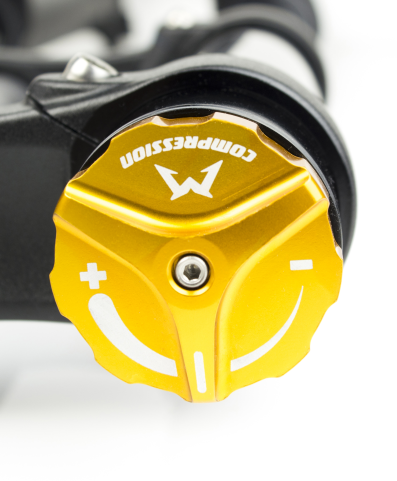 COMPRESSION
+ -